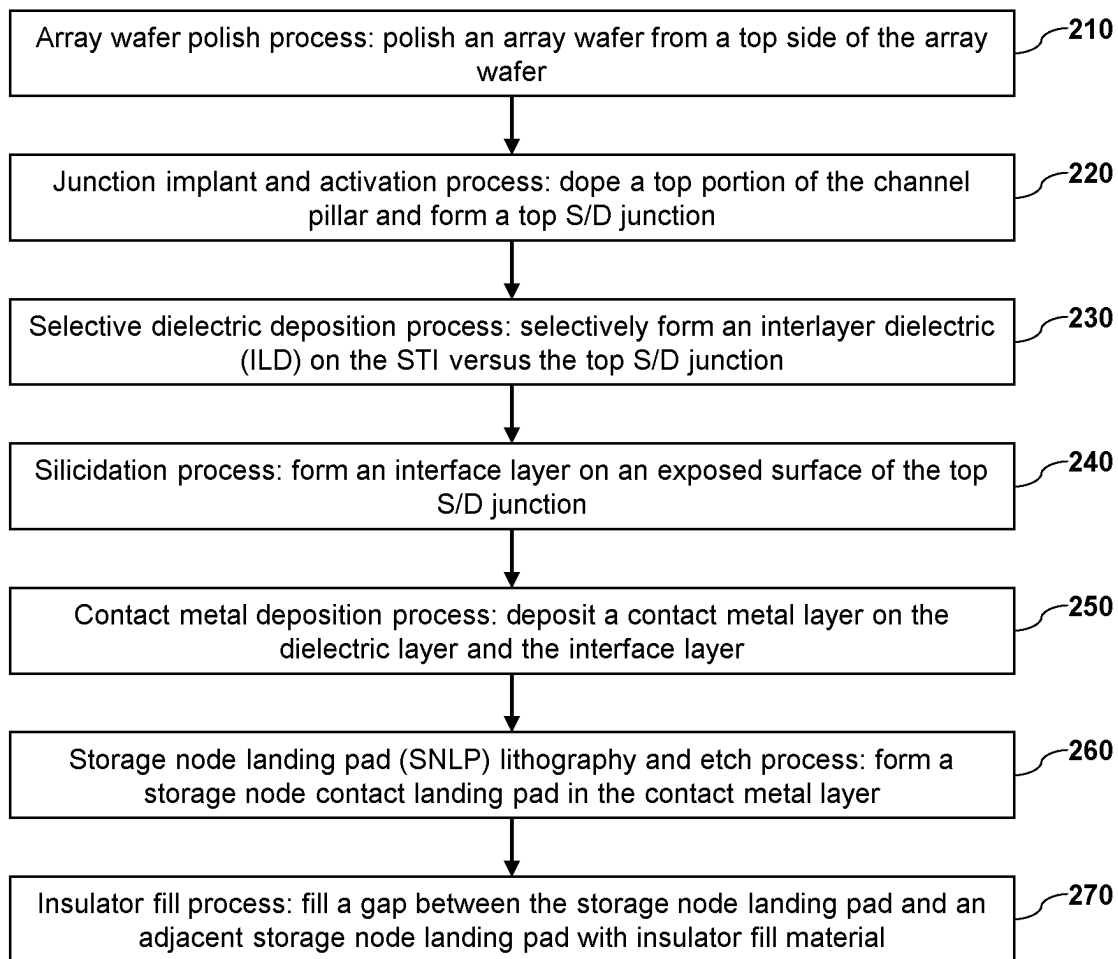 Array wafer polish process: polish an array wafer from a top side of the array
wafer
210
Junction implant and activation process: dope a top portion of the channel
pillar and form a top S/D junction
220
Selective dielectric deposition process: selectively form an interlayer dielectric
(ILD) on the STI versus the top S/D junction
230
Silicidation process: form an interface layer on an exposed surface of the top
S/D junction
240
Contact metal deposition process: deposit a contact metal layer on the
dielectric layer and the interface layer
250
Storage node landing pad (SNLP) lithography and etch process: form a
storage node contact landing pad in the contact metal layer
260
Insulator fill process: fill a gap between the storage node landing pad and an
adjacent storage node landing pad with insulator fill material
270